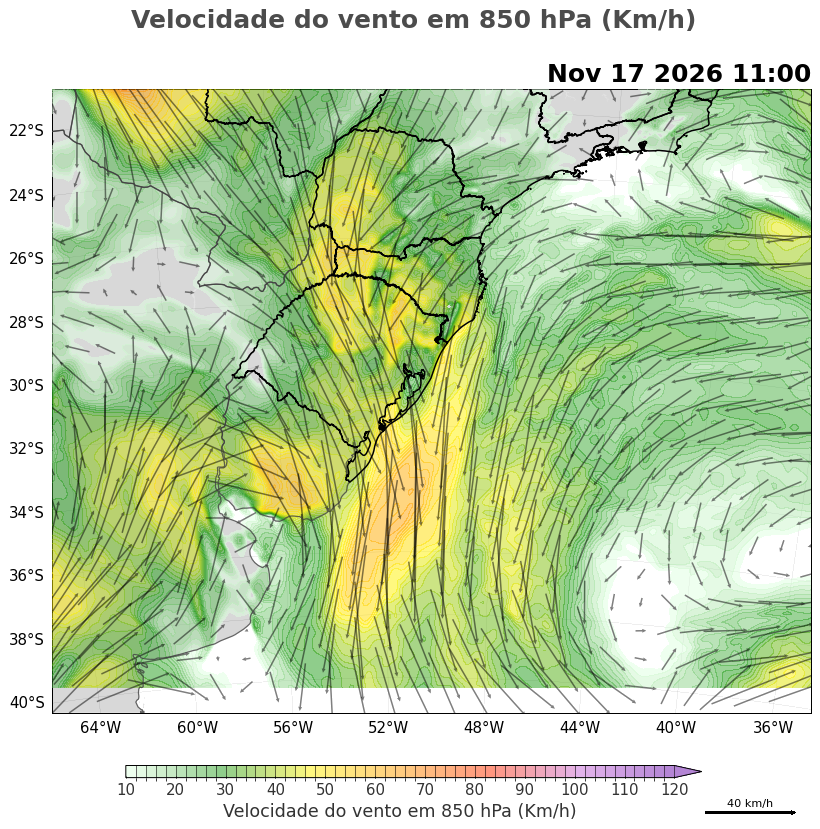 Velocidade do vento em 850 hPa (Km/h)
Nov 17 2026 11:00
22°S
24°S
26°S
28°S
30°S
32°S
34°S
36°S
38°S
40°S
64°W 60°W 56°W 52°W 48°W 44°W 40°W 36°W
10 20 30 40 50 60 70 80 90 100 110 120
Velocidade do vento em 850 hPa (Km/h)
40 km/h